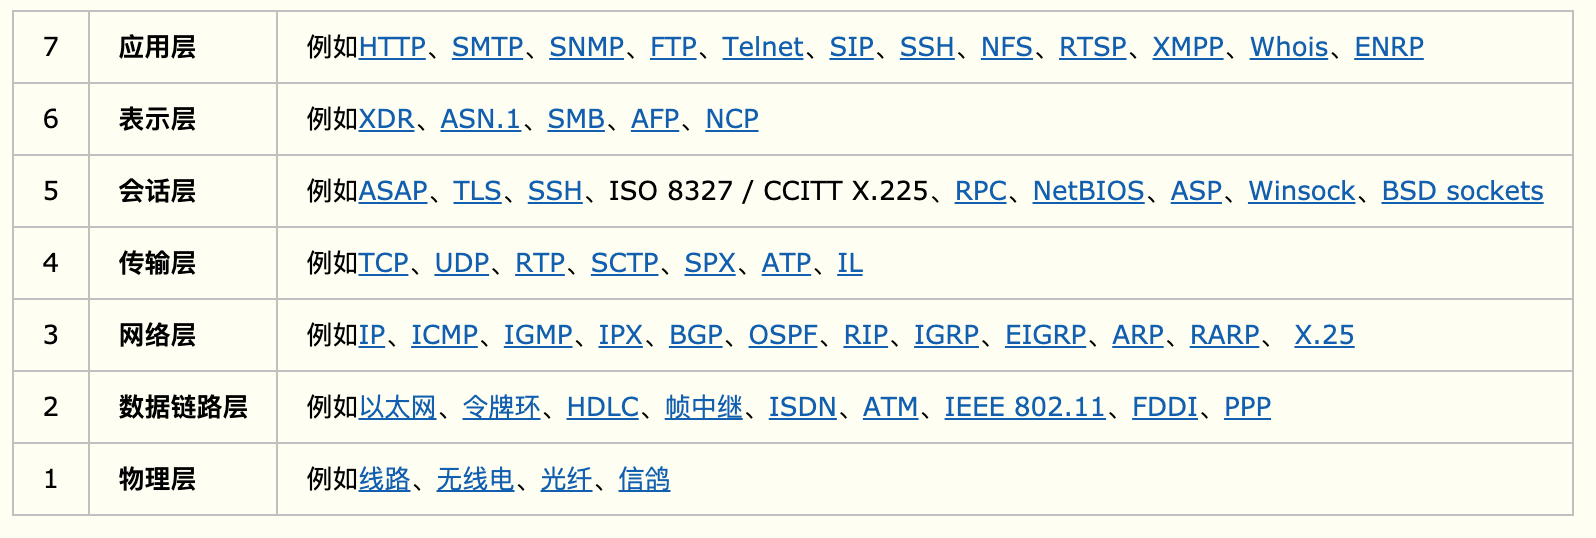 7 应用层 例如HTTP、SMTP、SNMP、FTP、Telnet、SIP、SSH、NFS、RTSP、XMPP、Whois、ENRP
6 表示层 例如XDR、ASN.1、SMB、AFP、NCP
5 会话层 例如ASAP、TLS、SSH、ISO 8327 / CCITT X.225、RPC、NetBIOS、ASP、Winsock、BSD sockets
4 传输层 例如TCP、UDP、RTP、SCTP、SPX、ATP、IL
3 网络层 例如IP、ICMP、IGMP、IPX、BGP、OSPF、RIP、IGRP、EIGRP、ARP、RARP、 X.25
2 数据链路层 例如以太网、令牌环、HDLC、帧中继、ISDN、ATM、IEEE 802.11、FDDI、PPP
1 物理层 例如线路、无线电、光纤、信鸽